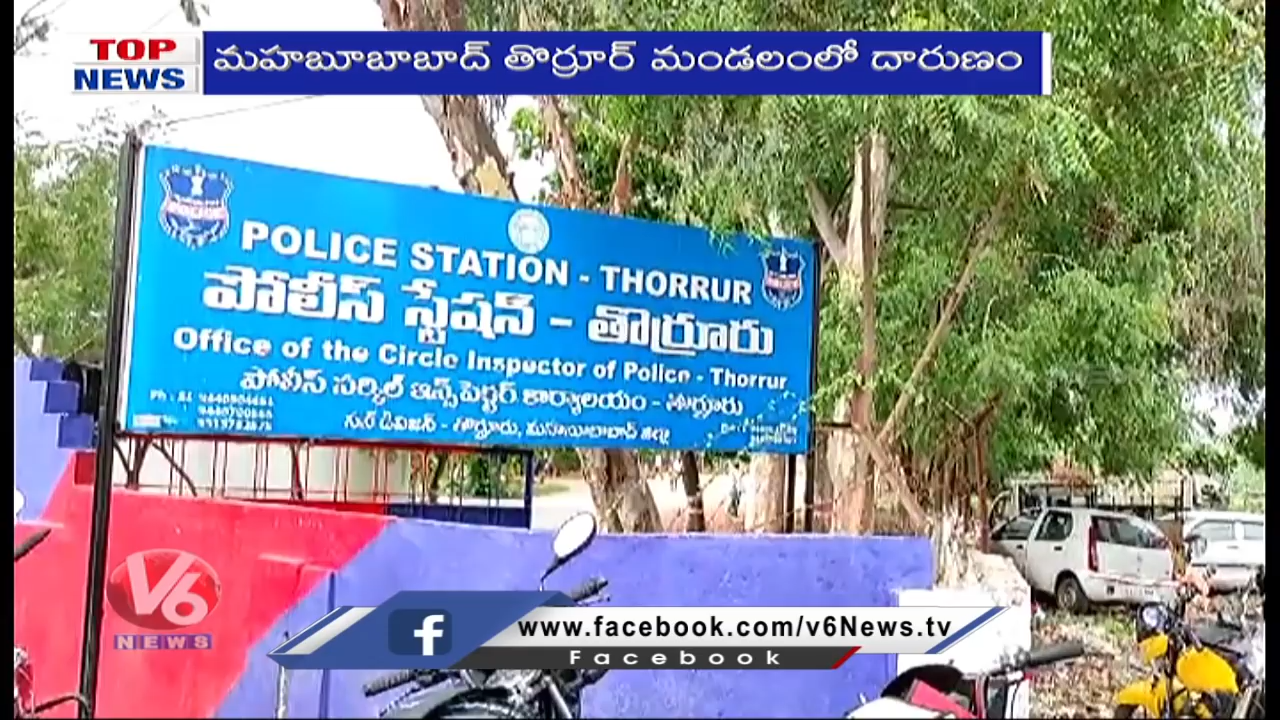 TOP
NEWS
మహబూబాబాద్ తొర్రూర్ మండలంలో దారుణం
POLICE STATION - THORRUR
పోలీస్ స్టేషన్ - తొర్రూరు
Office of the Circle Inspector of Police - Thorrur
పోలీస్ సర్కిల్ ఇన్స్పెక్టర్ కార్యాలయం - తొర్రూరు
V6
NEWS
www.facebook.com/v6News.tv
Facebook